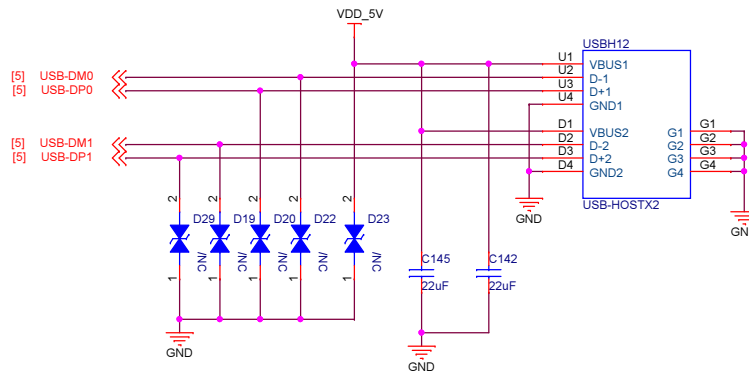 VDD_5V
USBH12
[5] USB-DM0
[5] USB-DP0
[5] USB-DM1
[5] USB-DP1
U1 VBUS1
U2 D-1
U3 D+1
U4 GND1
D1 VBUS2 G1 G1
D2 D-2 G2 G2
D3 D+2 G3 G3
D4 GND2 G4 G4
USB-HOSTX2
GND
GN
2 2 2 2 2
D29 D19 D20 D22 D23
/NC /NC /NC /NC /NC
1 1 1 1 1
C145
22uF
C142
22uF
GND
GND